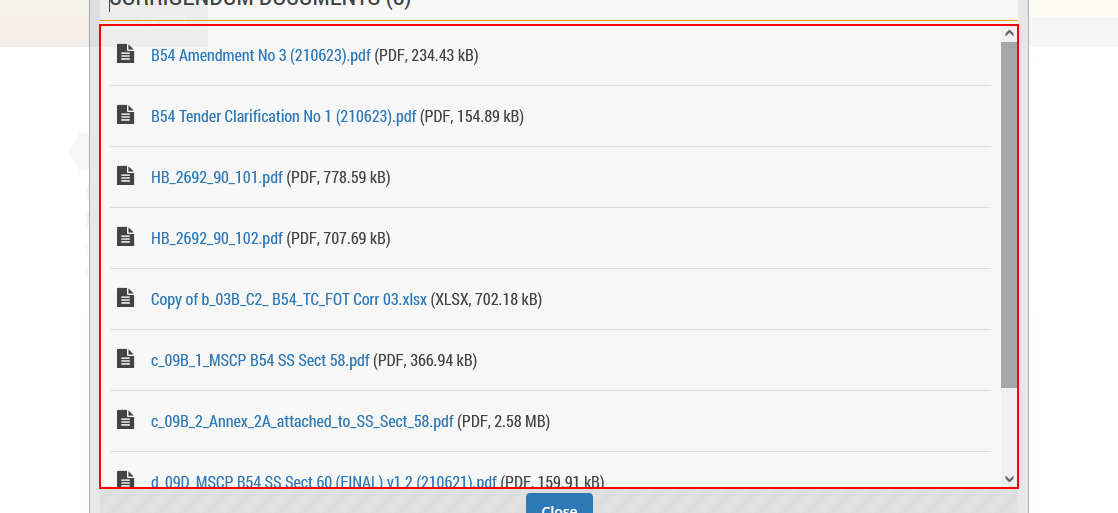 CORRIGENDUM DOCUMENTS (8)
B54 Amendment No 3 (210623).pdf (PDF, 234.43 kB)
B54 Tender Clarification No 1 (210623).pdf (PDF, 154.89 kB)
HB_2692_90_101.pdf (PDF, 778.59 kB)
HB_2692_90_102.pdf (PDF, 707.69 kB)
Copy of b_03B_C2_ B54_TC_FOT Corr 03.xlsx (XLSX, 702.18 kB)
c_09B_1_MSCP B54 SS Sect 58.pdf (PDF, 366.94 kB)
c_09B_2_Annex_2A_attached_to_SS_Sect_58.pdf (PDF, 2.58 MB)
d_09D_MSCP B54 SS Sect 60 (FINAL) v1.2 (210621).pdf (PDF, 159.91 kB)
Close